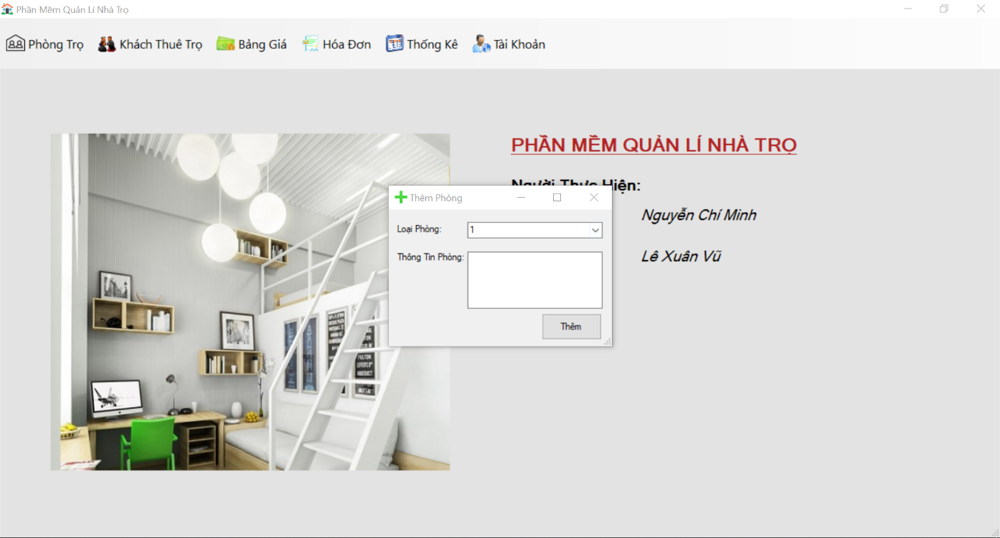 Phần Mềm Quản Lí Nhà Trọ
Phòng Trọ Khách Thuê Trọ Bảng Giá Hóa Đơn Thống Kê Tài Khoản
PHẦN MỀM QUẢN LÍ NHÀ TRỌ
Người Thực Hiện:
Nguyễn Chí Minh
Lê Xuân Vũ
Thêm Phòng
Loại Phòng: 1
Thông Tin Phòng:
Thêm